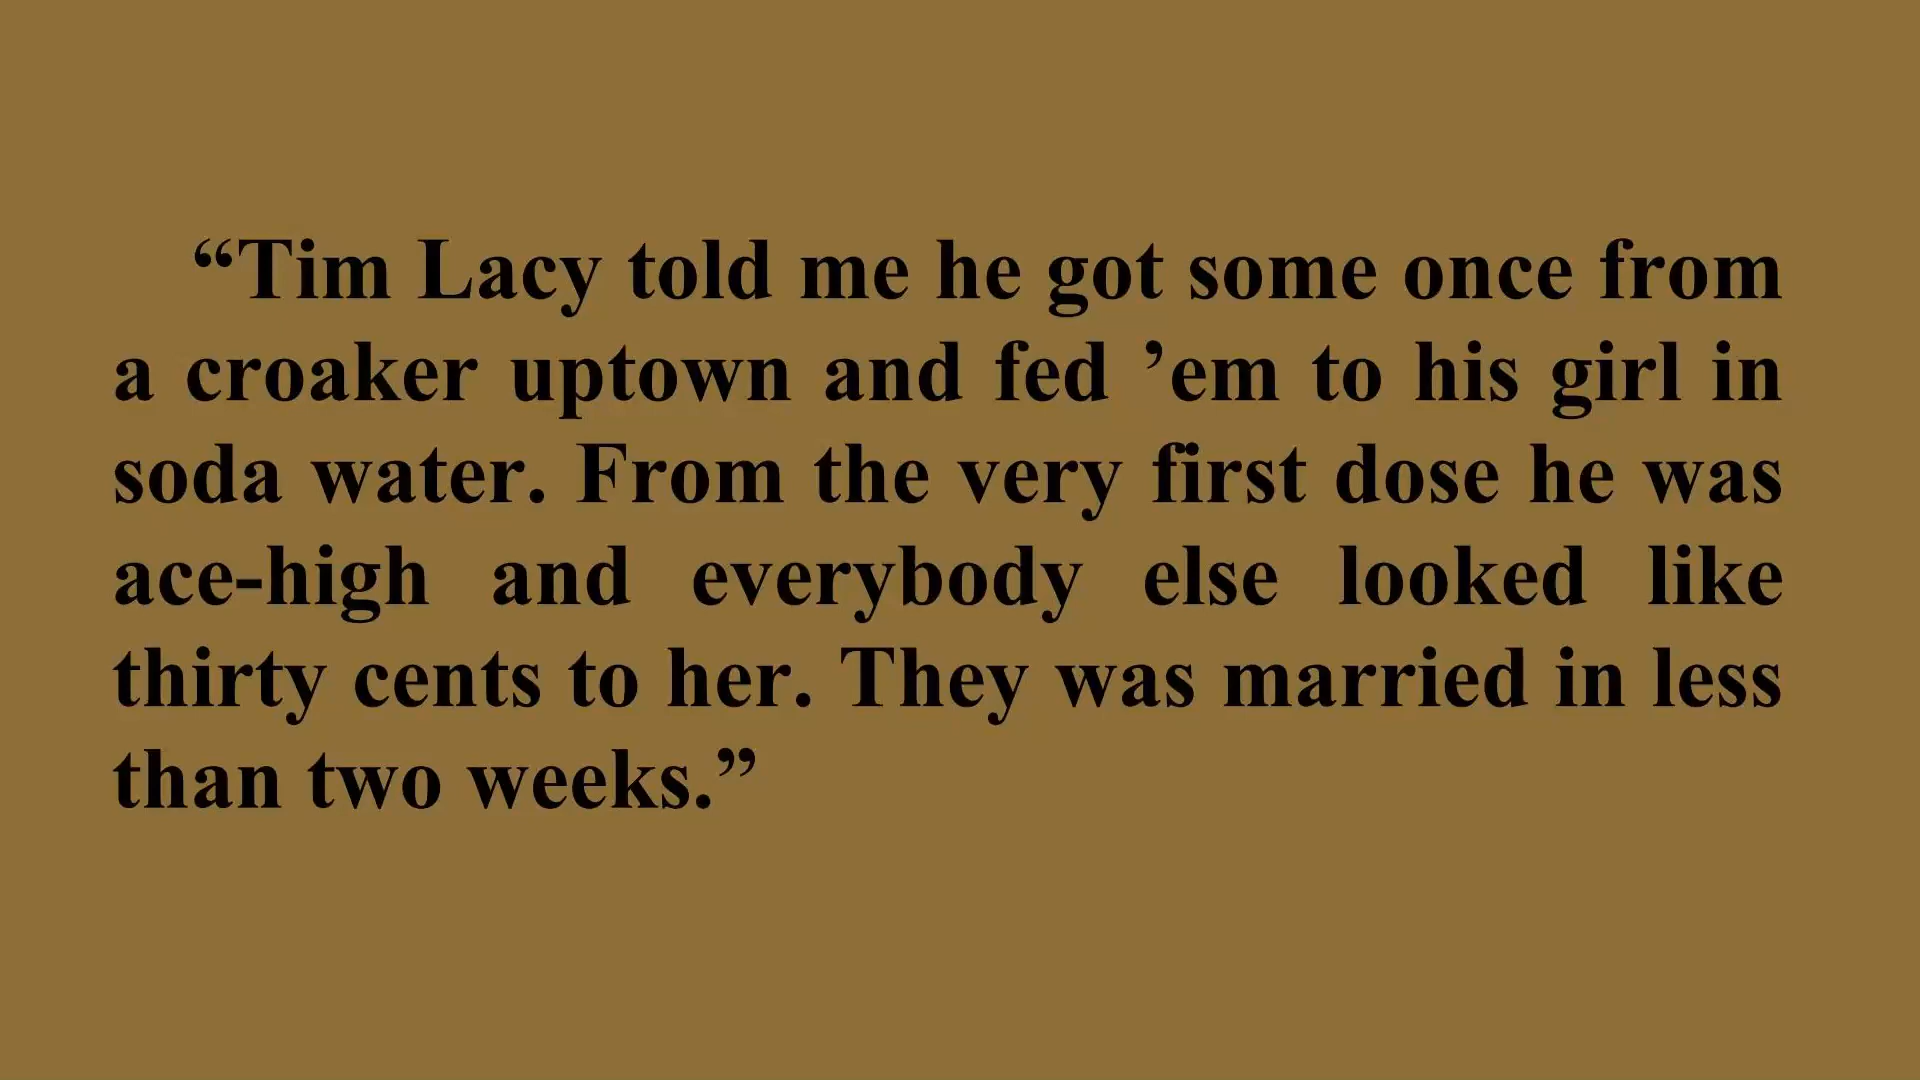 “Tim Lacy told me he got some once from
a croaker uptown and fed ’em to his girl in
soda water. From the very first dose he was
ace-high and everybody else looked like
thirty cents to her. They was married in less
than two weeks.”